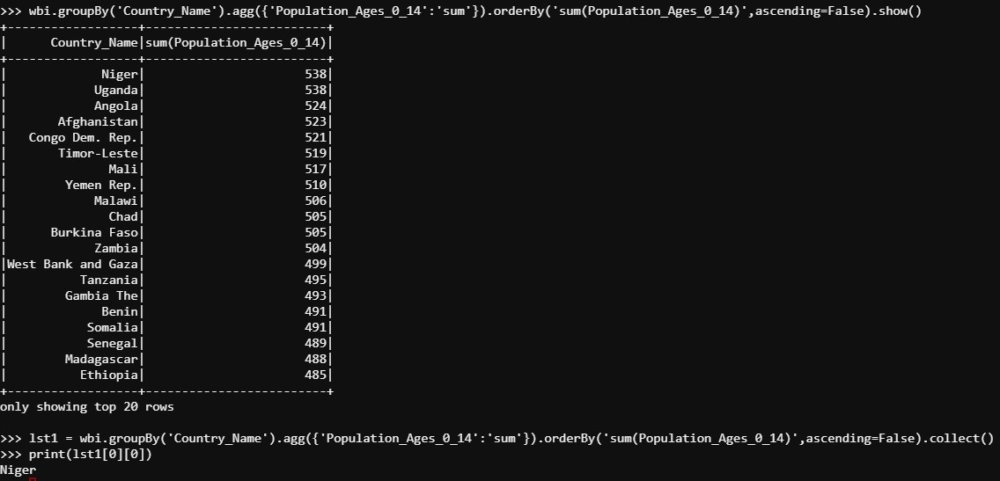 >>> wbi.groupBy('Country_Name').agg({'Population_Ages_0_14':'sum'}).orderBy('sum(Population_Ages_0_14)',ascending=False).show()
+------------------+-------------------------+
|      Country_Name|sum(Population_Ages_0_14)|
+------------------+-------------------------+
|             Niger|                      538|
|            Uganda|                      538|
|            Angola|                      524|
|       Afghanistan|                      523|
|   Congo Dem. Rep.|                      521|
|       Timor-Leste|                      519|
|              Mali|                      517|
|        Yemen Rep.|                      510|
|            Malawi|                      506|
|              Chad|                      505|
|      Burkina Faso|                      505|
|            Zambia|                      504|
|West Bank and Gaza|                      499|
|          Tanzania|                      495|
|        Gambia The|                      493|
|             Benin|                      491|
|           Somalia|                      491|
|           Senegal|                      489|
|        Madagascar|                      488|
|          Ethiopia|                      485|
+------------------+-------------------------+
only showing top 20 rows
>>> lst1 = wbi.groupBy('Country_Name').agg({'Population_Ages_0_14':'sum'}).orderBy('sum(Population_Ages_0_14)',ascending=False).collect()
>>> print(lst1[0][0])
Niger